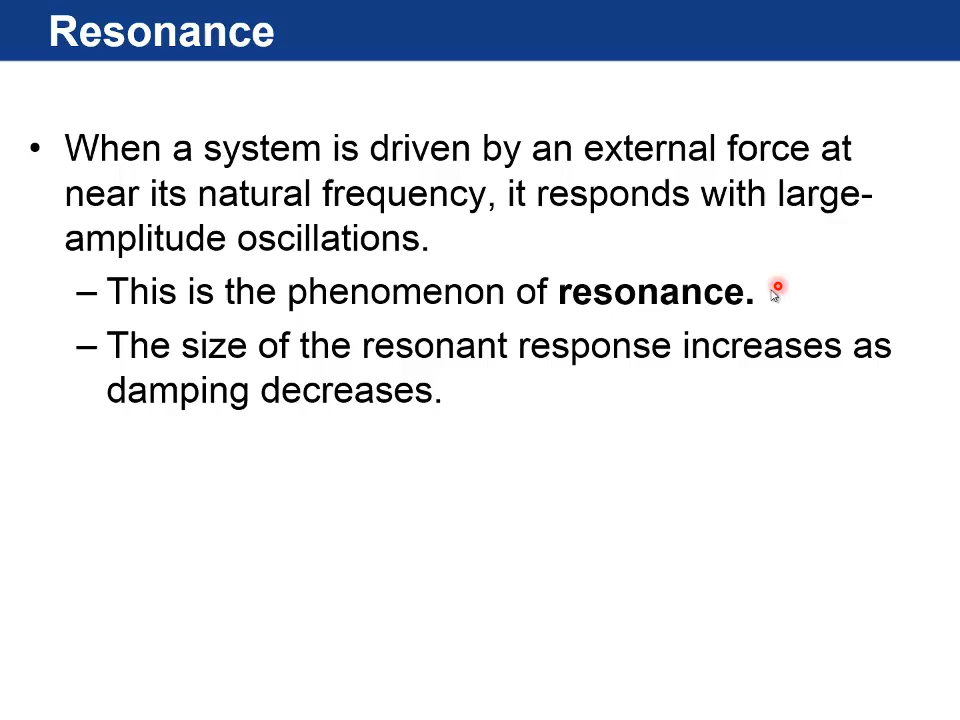 Resonance
• When a system is driven by an external force at
near its natural frequency, it responds with large-
amplitude oscillations.
– This is the phenomenon of resonance.
– The size of the resonant response increases as
damping decreases.